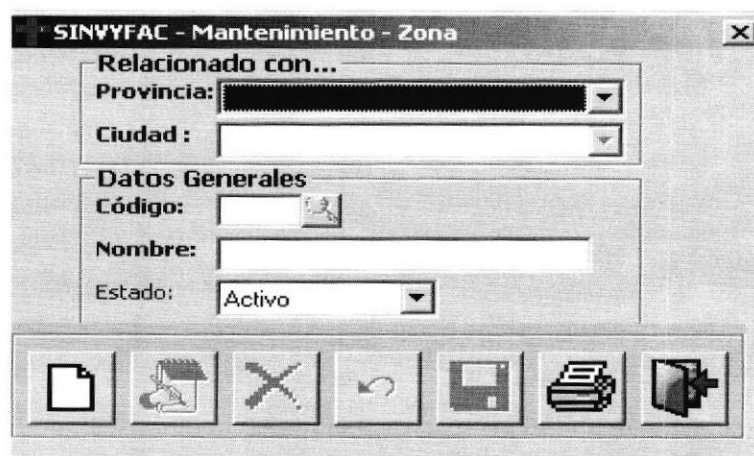 SINVYFAC - Mantenimiento - Zona
Relacionado con...
Provincia:
Ciudad :
Datos Generales
Código:
Nombre:
Estado: Activo